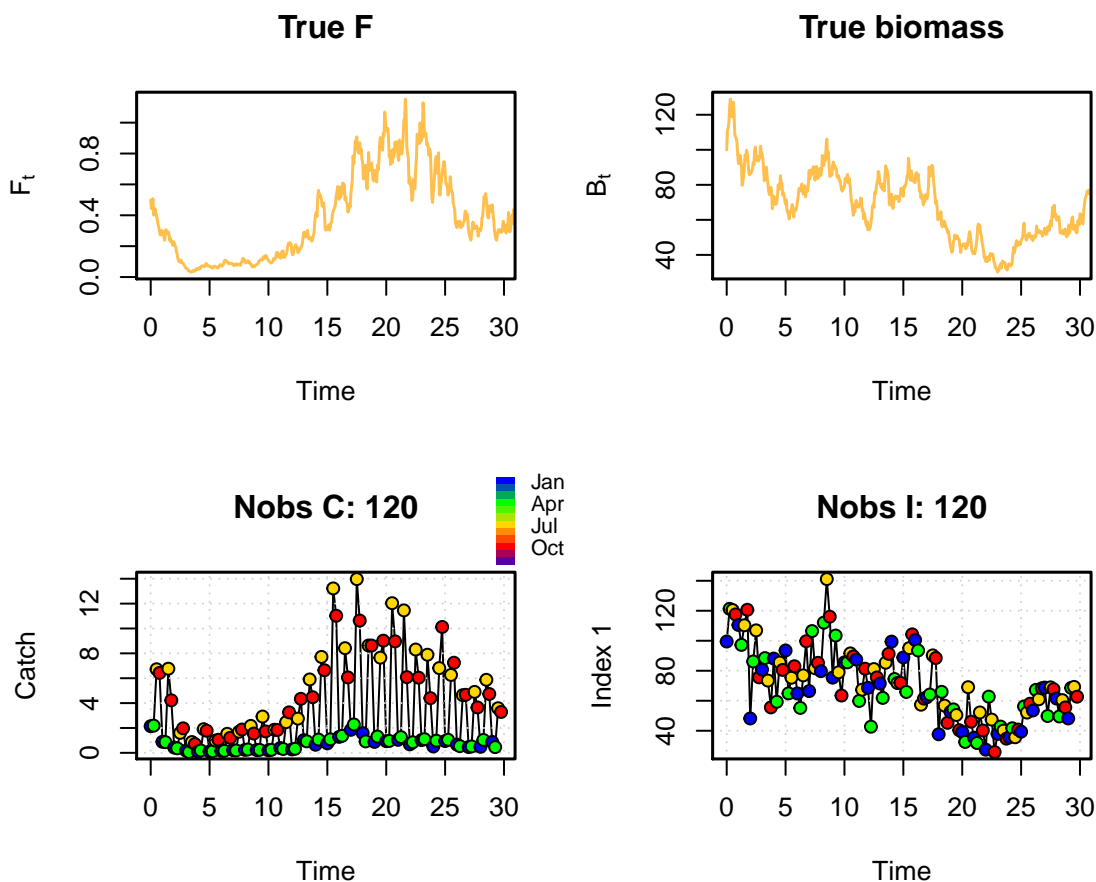 True F
0.0 0.4 0.8
F_t
0 5 10 15 20 25 30
Time
True biomass
40 80 120
B_t
0 5 10 15 20 25 30
Time
Nobs C: 120
Jan
Apr
Jul
Oct
0 2 4 8 12
Catch
0 5 10 15 20 25 30
Time
Nobs I: 120
40 80 120
Index 1
0 5 10 15 20 25 30
Time